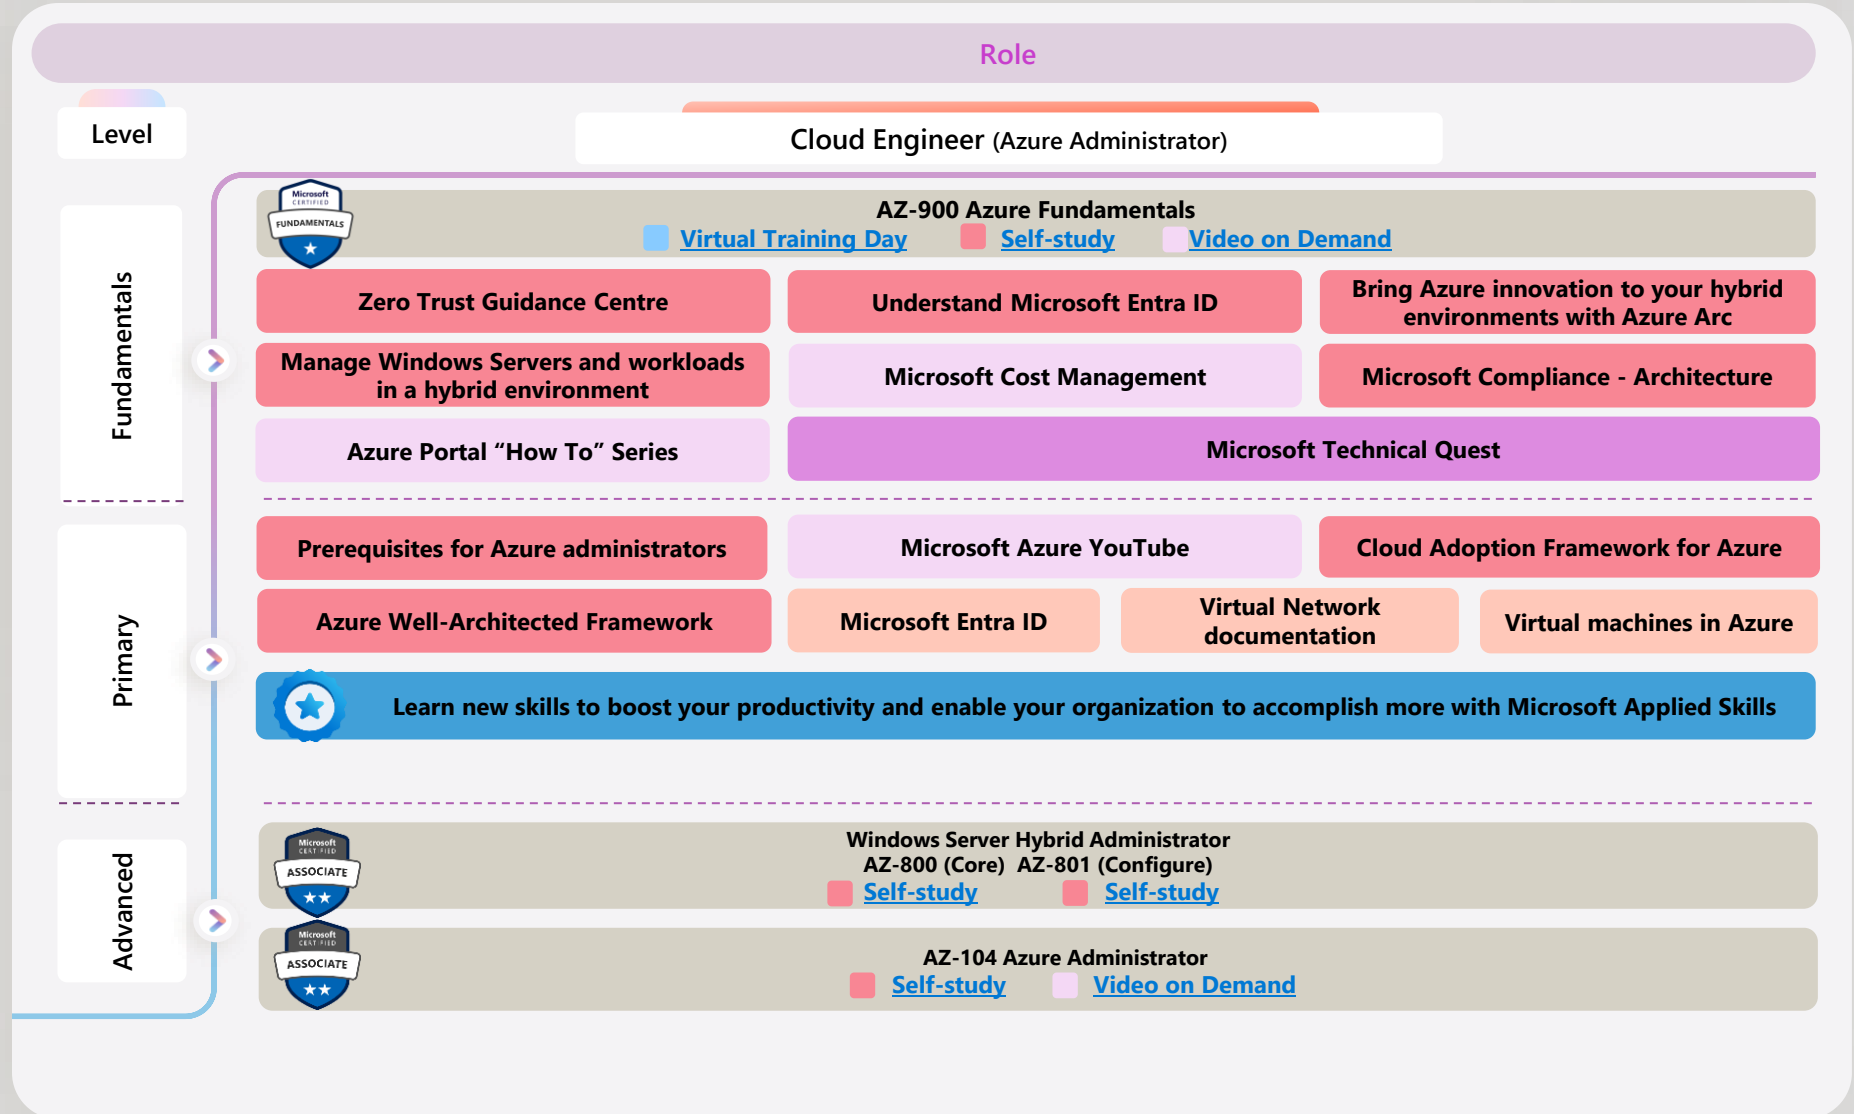 Role
Level
Cloud Engineer (Azure Administrator)
Fundamentals
Microsoft
CERTIFIED
FUNDAMENTALS
AZ-900 Azure Fundamentals
Virtual Training Day
Self-study
Video on Demand
Zero Trust Guidance Centre
Understand Microsoft Entra ID
Bring Azure innovation to your hybrid
environments with Azure Arc
Manage Windows Servers and workloads
in a hybrid environment
Microsoft Cost Management
Microsoft Compliance - Architecture
Azure Portal “How To” Series
Microsoft Technical Quest
Primary
Prerequisites for Azure administrators
Microsoft Azure YouTube
Cloud Adoption Framework for Azure
Azure Well-Architected Framework
Microsoft Entra ID
Virtual Network
documentation
Virtual machines in Azure
Learn new skills to boost your productivity and enable your organization to accomplish more with Microsoft Applied Skills
Advanced
Microsoft
CERTIFIED
ASSOCIATE
Windows Server Hybrid Administrator
AZ-800 (Core) AZ-801 (Configure)
Self-study
Self-study
Microsoft
CERTIFIED
ASSOCIATE
AZ-104 Azure Administrator
Self-study
Video on Demand